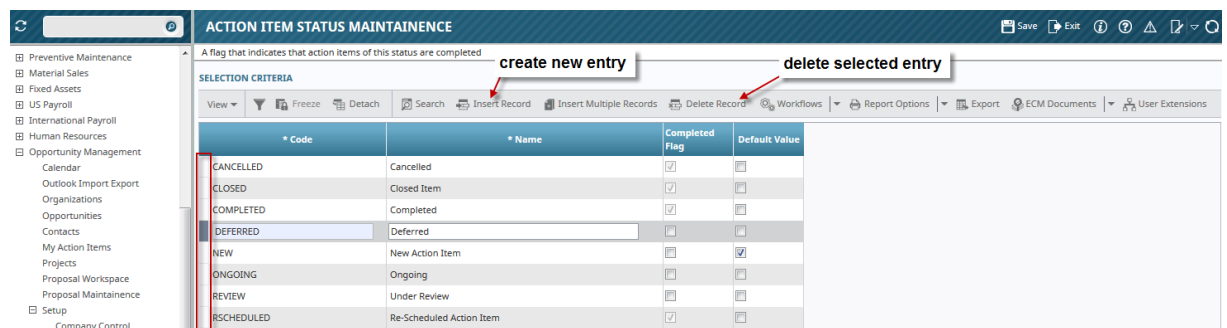 ACTION ITEM STATUS MAINTAINENCE
Save Exit
A flag that indicates that action items of this status are completed
create new entry
delete selected entry
SELECTION CRITERIA
View Freeze Detach Search Insert Record Insert Multiple Records Delete Record Workflows Report Options Export ECM Documents User Extensions
* Code * Name Completed Flag Default Value
CANCELLED Cancelled
CLOSED Closed Item
COMPLETED Completed
DEFERRED Deferred
NEW New Action Item
ONGOING Ongoing
REVIEW Under Review
RSCHEDULED Re-Scheduled Action Item
Preventive Maintenance
Material Sales
Fixed Assets
US Payroll
International Payroll
Human Resources
Opportunity Management
Calendar
Outlook Import Export
Organizations
Opportunities
Contacts
My Action Items
Projects
Proposal Workspace
Proposal Maintainence
Setup
Company Control